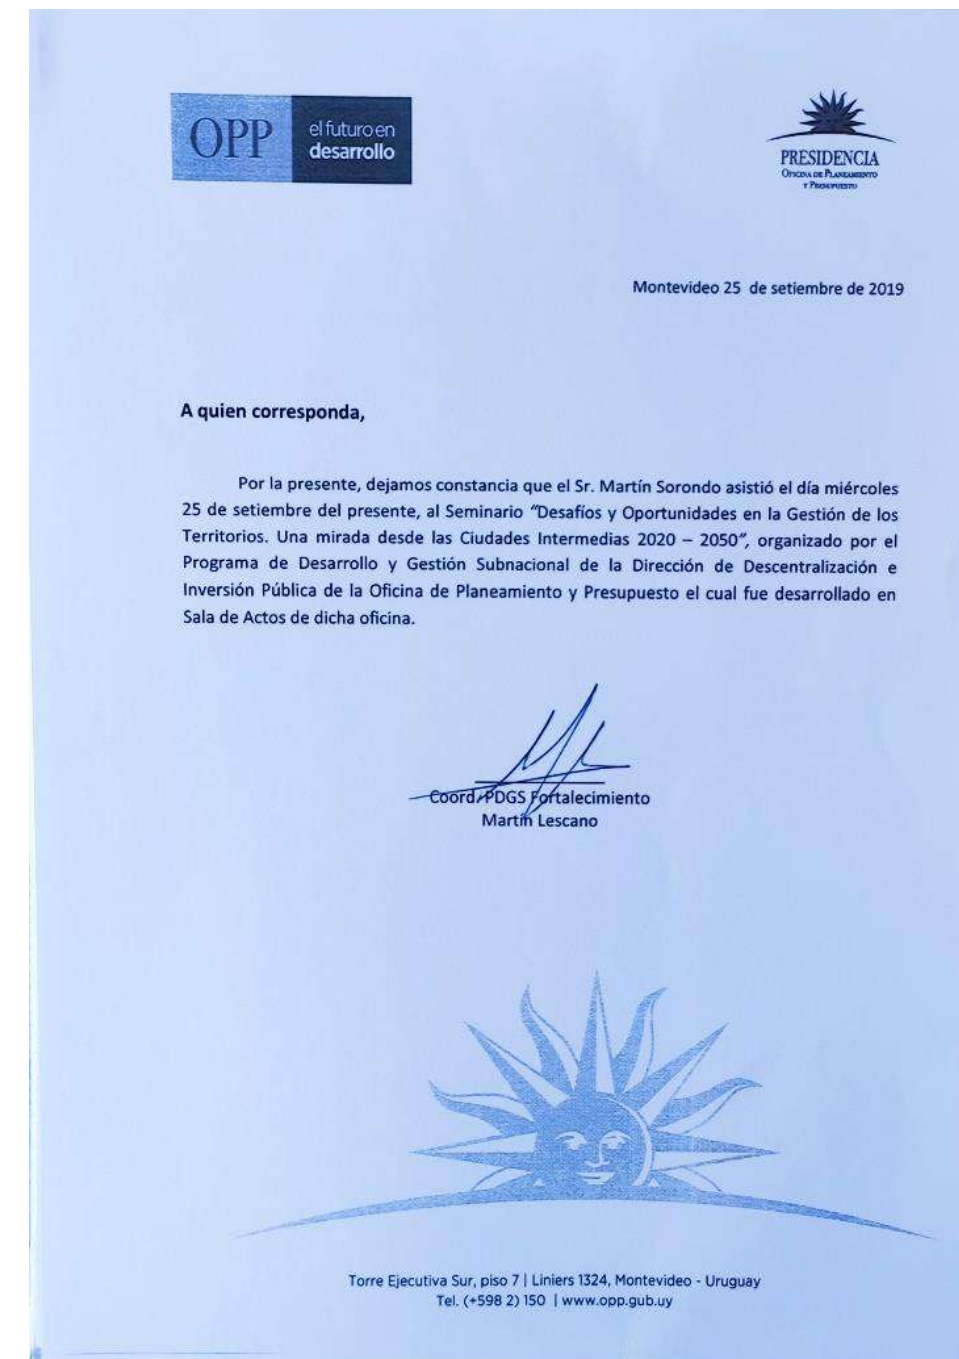 OPP
el futuro en
desarrollo
PRESIDENCIA
OFICINA DE PLANEAMIENTO
Y PRESUPUESTO
Montevideo 25 de setiembre de 2019
A quien corresponda,
Por la presente, dejamos constancia que el Sr. Martín Sorondo asistió el día miércoles
25 de setiembre del presente, al Seminario "Desafíos y Oportunidades en la Gestión de los
Territorios. Una mirada desde las Ciudades Intermedias 2020 – 2050", organizado por el
Programa de Desarrollo y Gestión Subnacional de la Dirección de Descentralización e
Inversión Pública de la Oficina de Planeamiento y Presupuesto el cual fue desarrollado en
Sala de Actos de dicha oficina.
Coord. PDGS Fortalecimiento
Martín Lescano
Torre Ejecutiva Sur, piso 7 | Liniers 1324, Montevideo - Uruguay
Tel. (+598 2) 150 | www.opp.gub.uy